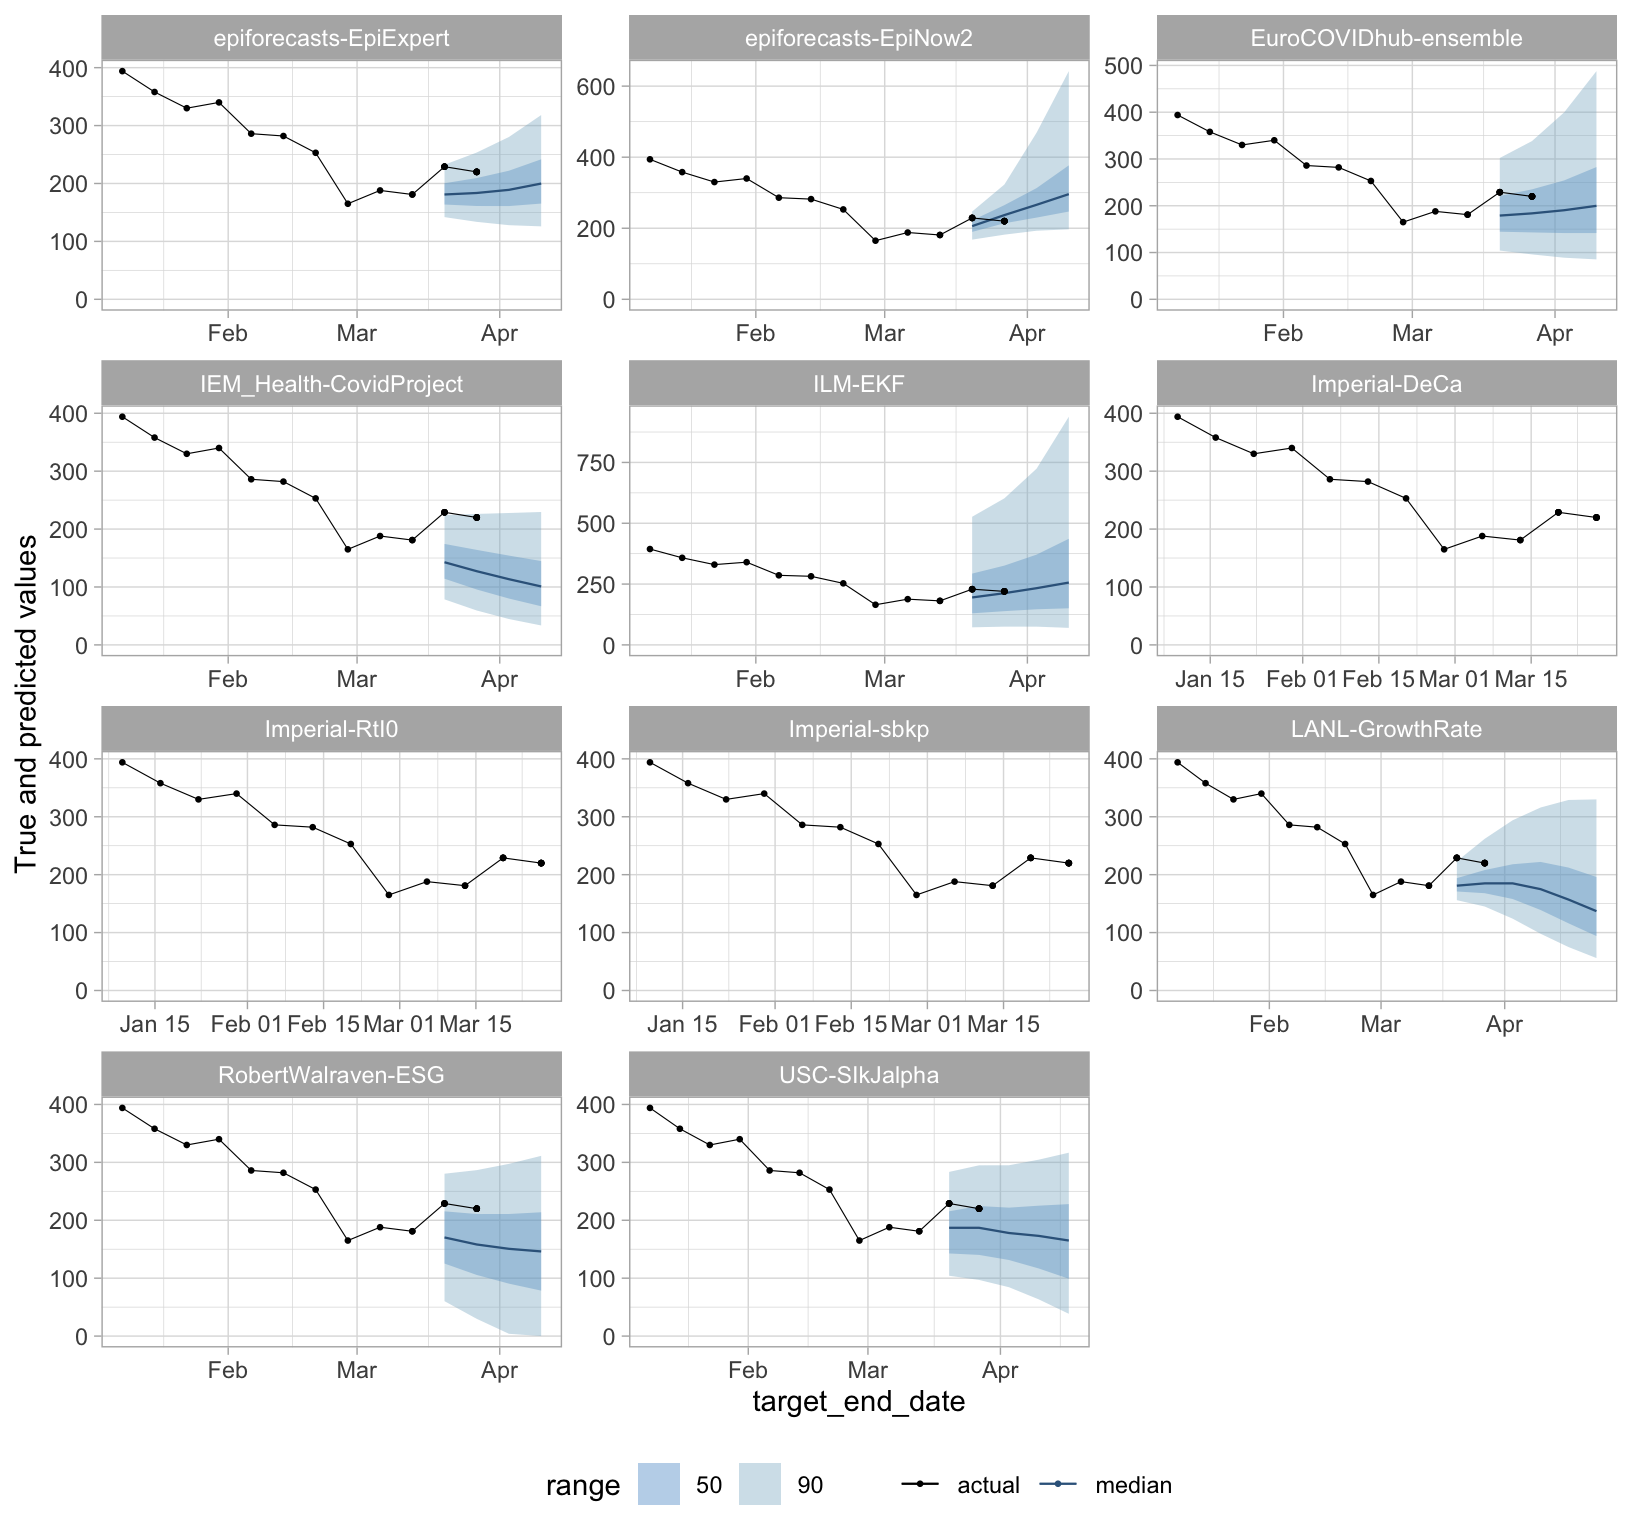 epiforecasts-EpiExpert
epiforecasts-EpiNow2
EuroCOVIDhub-ensemble
400
300
200
100
0
Feb Mar Apr
600
400
200
0
Feb Mar Apr
500
400
300
200
100
0
Feb Mar Apr
IEM_Health-CovidProject
ILM-EKF
Imperial-DeCa
400
300
200
100
0
Feb Mar Apr
750
500
250
0
Feb Mar Apr
400
300
200
100
0
Jan 15 Feb 01 Feb 15 Mar 01 Mar 15
True and predicted values
Imperial-RtI0
Imperial-sbkp
LANL-GrowthRate
400
300
200
100
0
Jan 15 Feb 01 Feb 15 Mar 01 Mar 15
400
300
200
100
0
Jan 15 Feb 01 Feb 15 Mar 01 Mar 15
400
300
200
100
0
Feb Mar Apr
RobertWalraven-ESG
USC-SIkJalpha
400
300
200
100
0
Feb Mar Apr
400
300
200
100
0
Feb Mar Apr
target_end_date
range 50 90 actual median